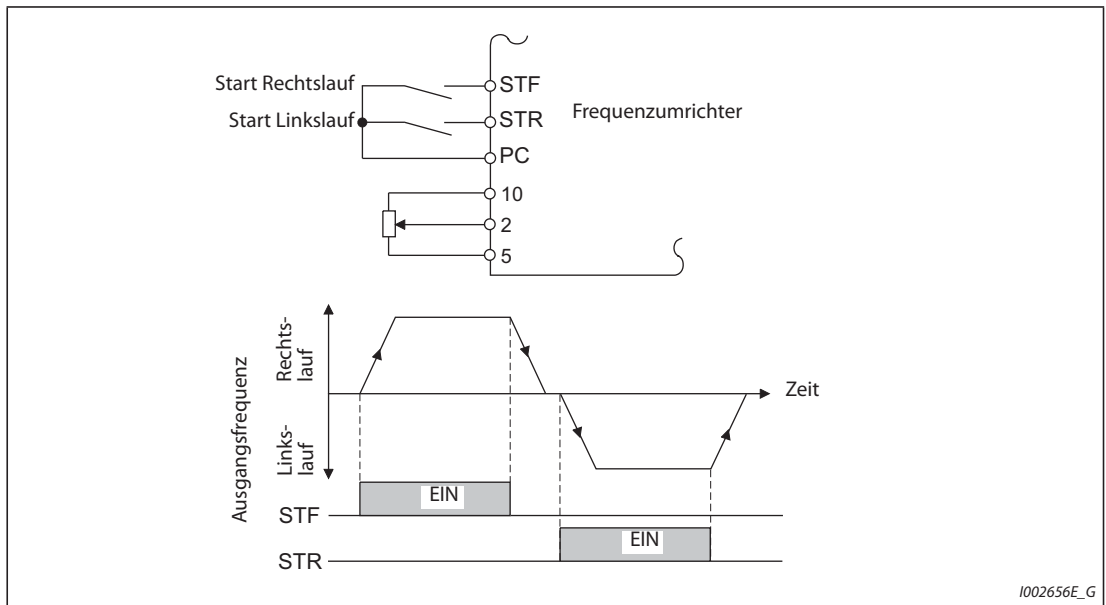 Start Rechtslauf
STF
Frequenzumrichter
Start Linkslauf
STR
PC
10
2
5
Ausgangsfrequenz
Rechts-
lauf
Links-
lauf
Zeit
EIN
STF
EIN
STR
I002656E_G